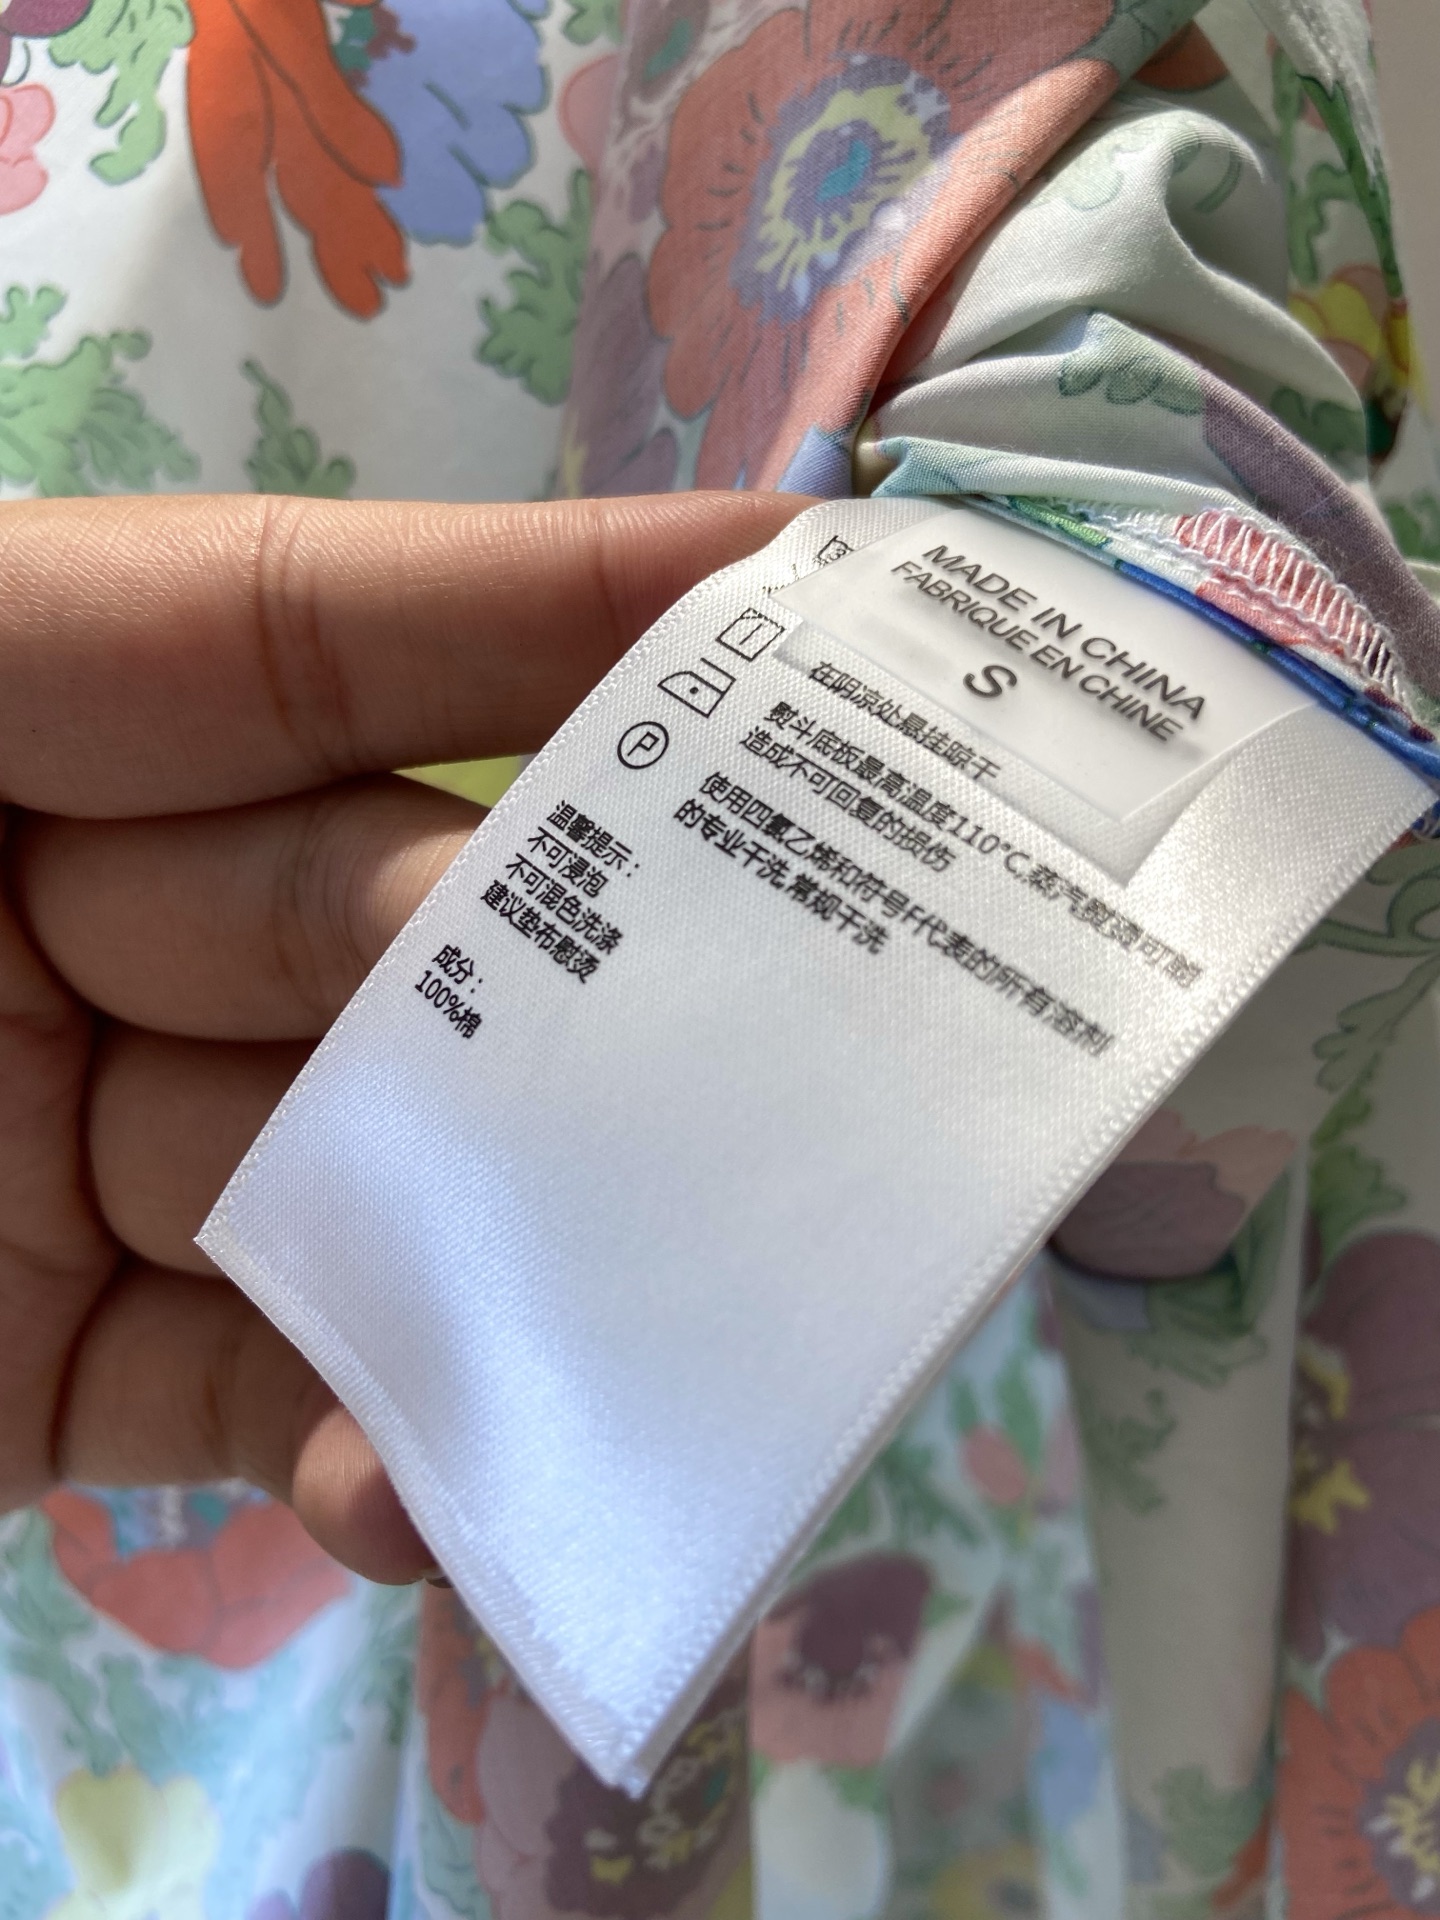 MADE IN CHINA
FABRIQUE EN CHINE
S
在阴凉处悬挂晾干
熨斗底板最高温度110°C,蒸汽熨烫可能
造成不可回复的损伤
P
使用四氯乙烯和符号F代表的所有溶剂
的专业干洗,常规干洗
温馨提示：
不可浸泡
不可混色洗涤
建议垫布熨烫
成分：
100%棉